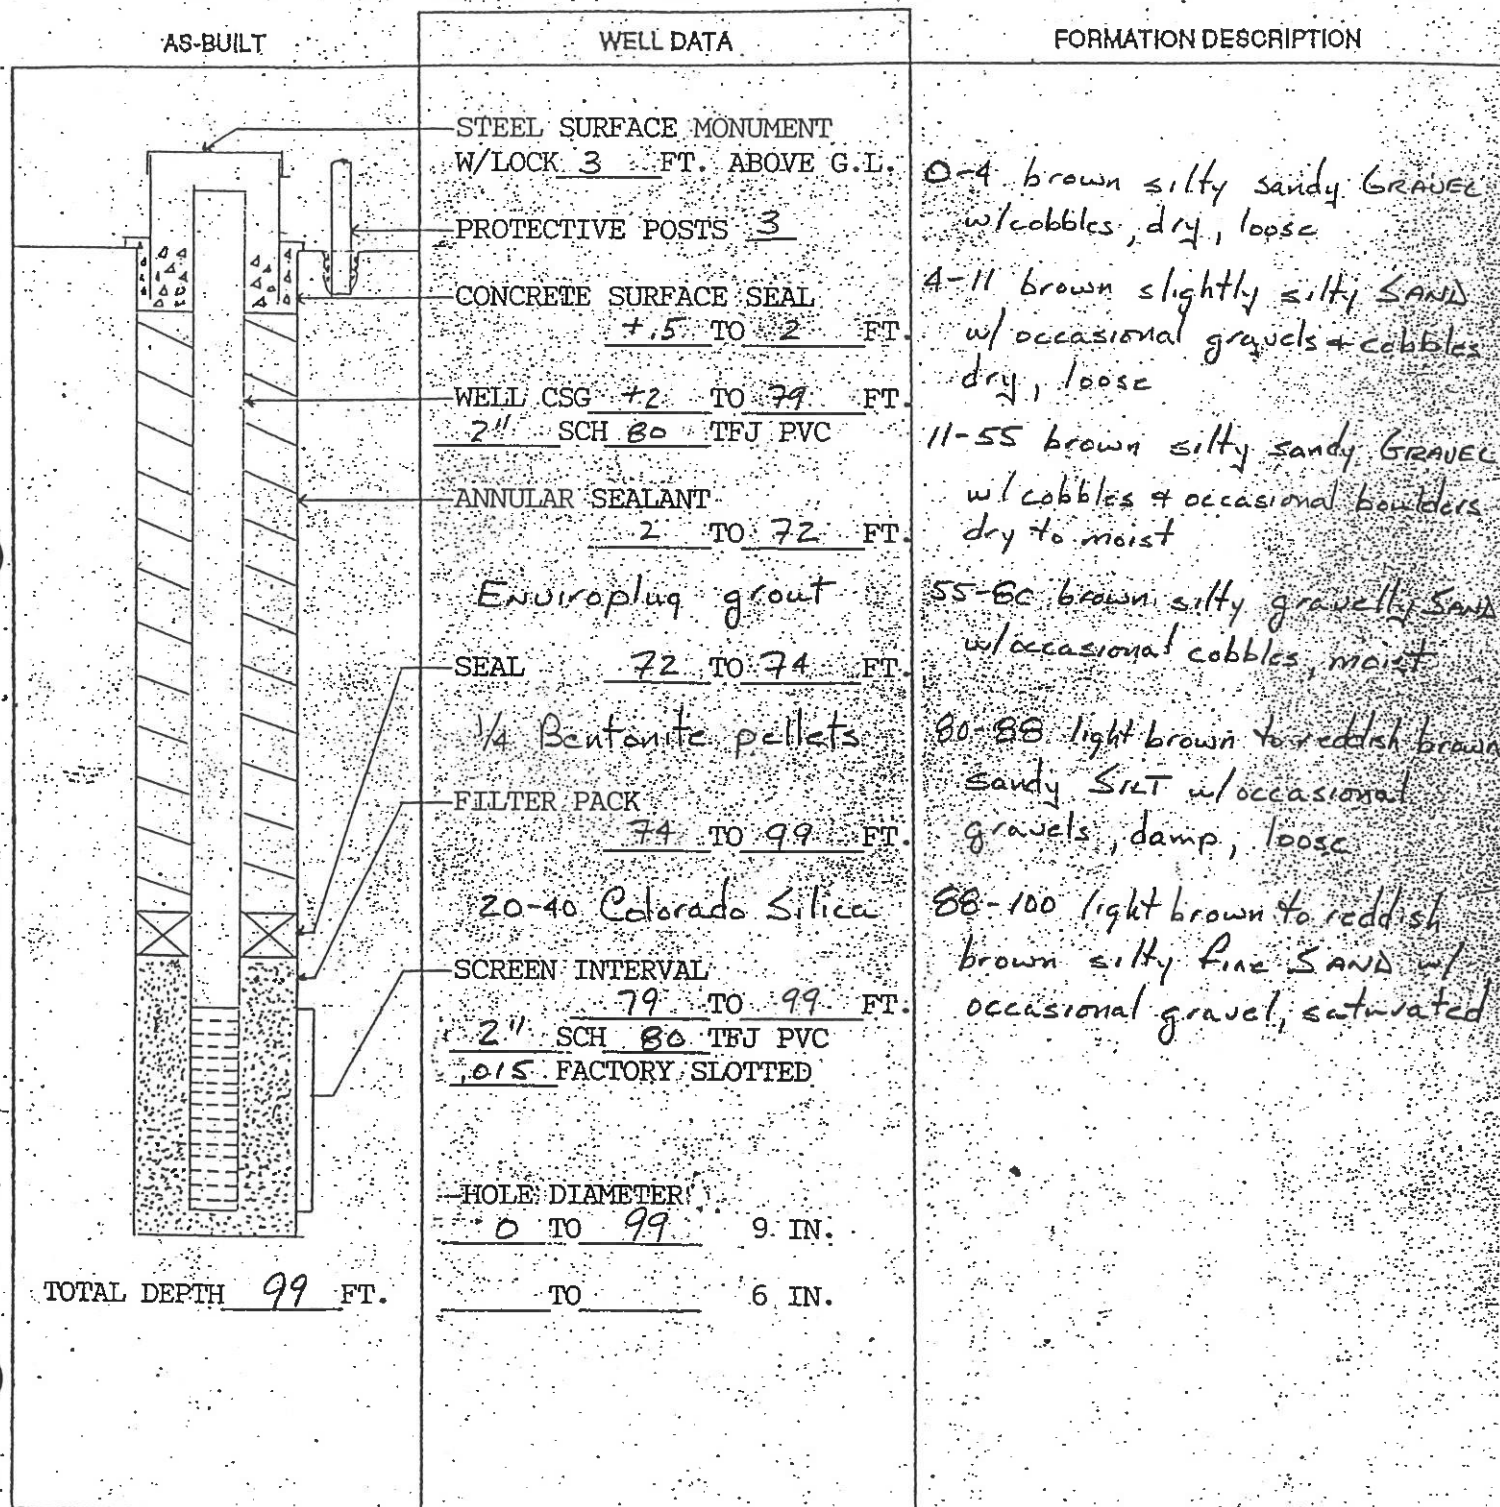 AS-BUILT
WELL DATA
FORMATION DESCRIPTION
STEEL SURFACE MONUMENT
W/LOCK 3 FT. ABOVE G.L.
PROTECTIVE POSTS 3
CONCRETE SURFACE SEAL
+.5 TO 2 FT.
WELL CSG +2 TO 79 FT.
2" SCH 80 TFJ PVC
ANNULAR SEALANT
2 TO 72 FT.
Enviroplug grout
SEAL 72 TO 74 FT.
1/4 Bentonite pellets
FILTER PACK
74 TO 99 FT.
20-40 Colorado Silica
SCREEN INTERVAL
79 TO 99 FT.
2" SCH 80 TFJ PVC
.015 FACTORY SLOTTED
HOLE DIAMETER
0 TO 99 9 IN.
TO 6 IN.
TOTAL DEPTH 99 FT.
0-4 brown silty sandy GRAVEL
w/cobbles, dry, loose
4-11 brown slightly silty SAND
w/ occasional gravels + cobbles
dry, loose
11-55 brown silty sandy GRAVEL
w/ cobbles & occasional boulders
dry to moist
55-80 brown silty gravelly SAND
w/occasional cobbles, moist
80-88 light brown to reddish brown
sandy SILT w/occasional
gravels, damp, loose
88-100 light brown to reddish
brown silty fine SAND w/
occasional gravel, saturated